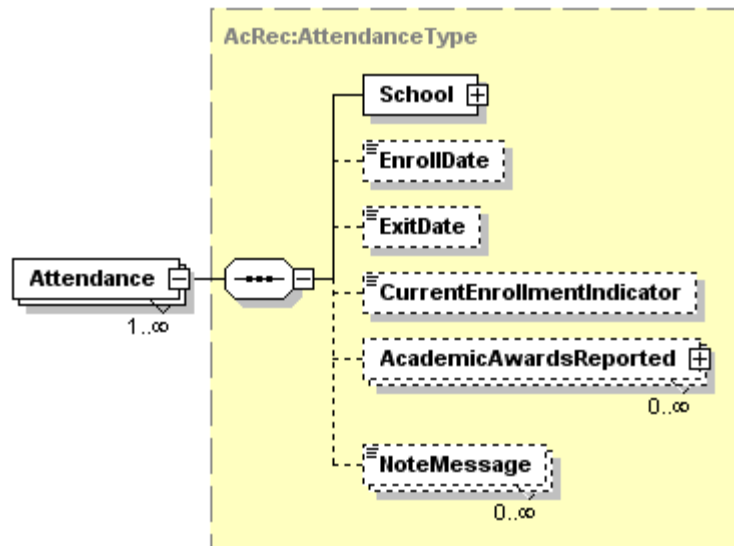 AcRec:AttendanceType
School
EnrollDate
ExitDate
Attendance
1..∞
CurrentEnrollmentIndicator
AcademicAwardsReported
0..∞
NoteMessage
0..∞